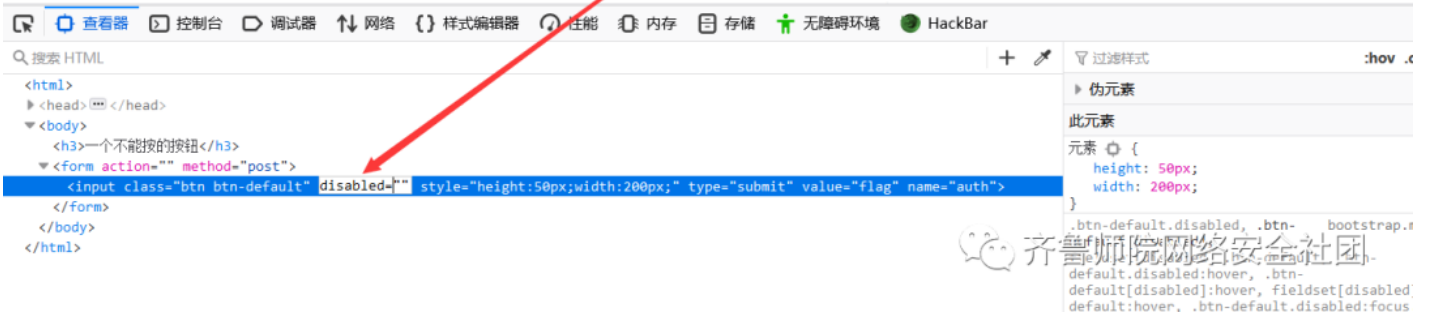 查看器 控制台 调试器 网络 {} 样式编辑器 性能 内存 存储 无障碍环境 HackBar
搜索 HTML
过滤样式 :hov
<html>
<head> </head>
<body>
<h3>一个不能按的按钮</h3>
<form action="" method="post">
<input class="btn btn-default" disabled="" style="height:50px;width:200px;" type="submit" value="flag" name="auth">
</form>
</body>
</html>
伪元素
此元素
元素 {
height: 50px;
width: 200px;
}
.btn-default.disabled, .btn- bootstrap.m
齐鲁师院网络安全社团
default.disabled:hover, .btn-
default[disabled]:hover, fieldset[disabled]
default:hover, .btn-default.disabled:focus